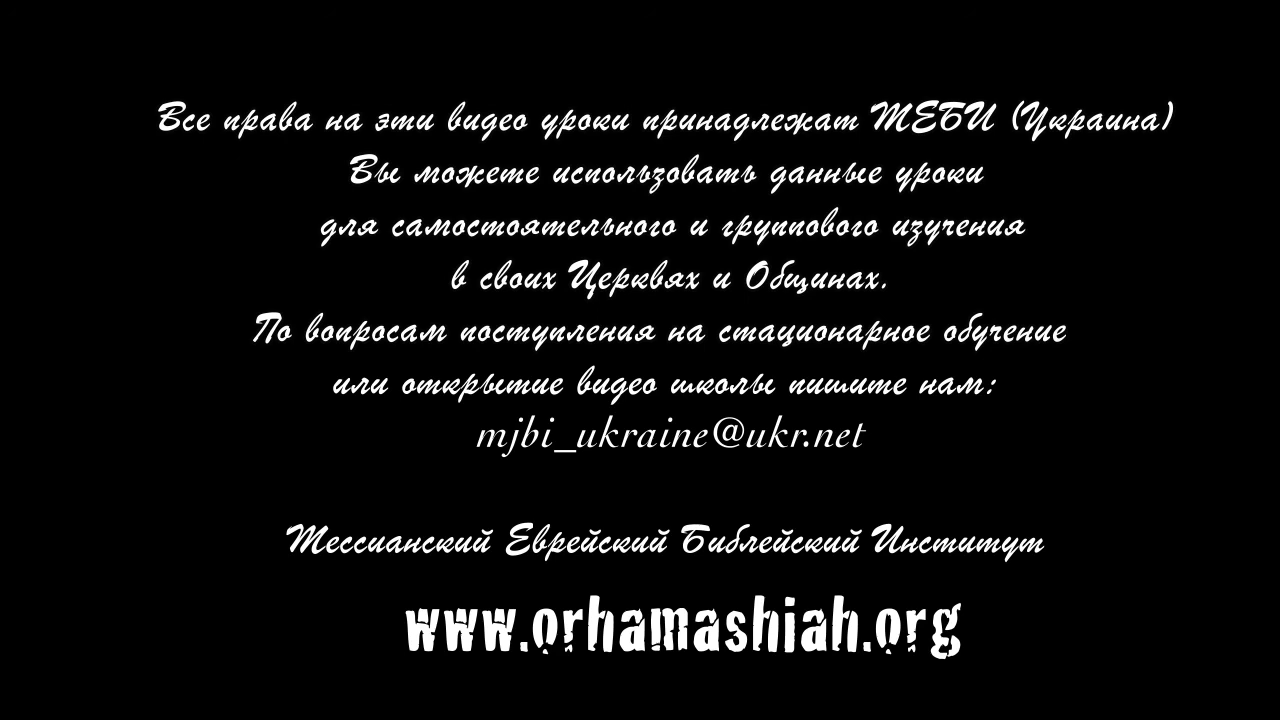 Все права на эти видео уроки принадлежат МЕБИ (Украина)
Вы можете использовать данные уроки
для самостоятельного и группового изучения
в своих Церквях и Общинах.
По вопросам поступления на стационарное обучение
или открытие видео школы пишите нам:
mjbi_ukraine@ukr.net
Мессианский Еврейский Библейский Институт
www.orhamashiah.org